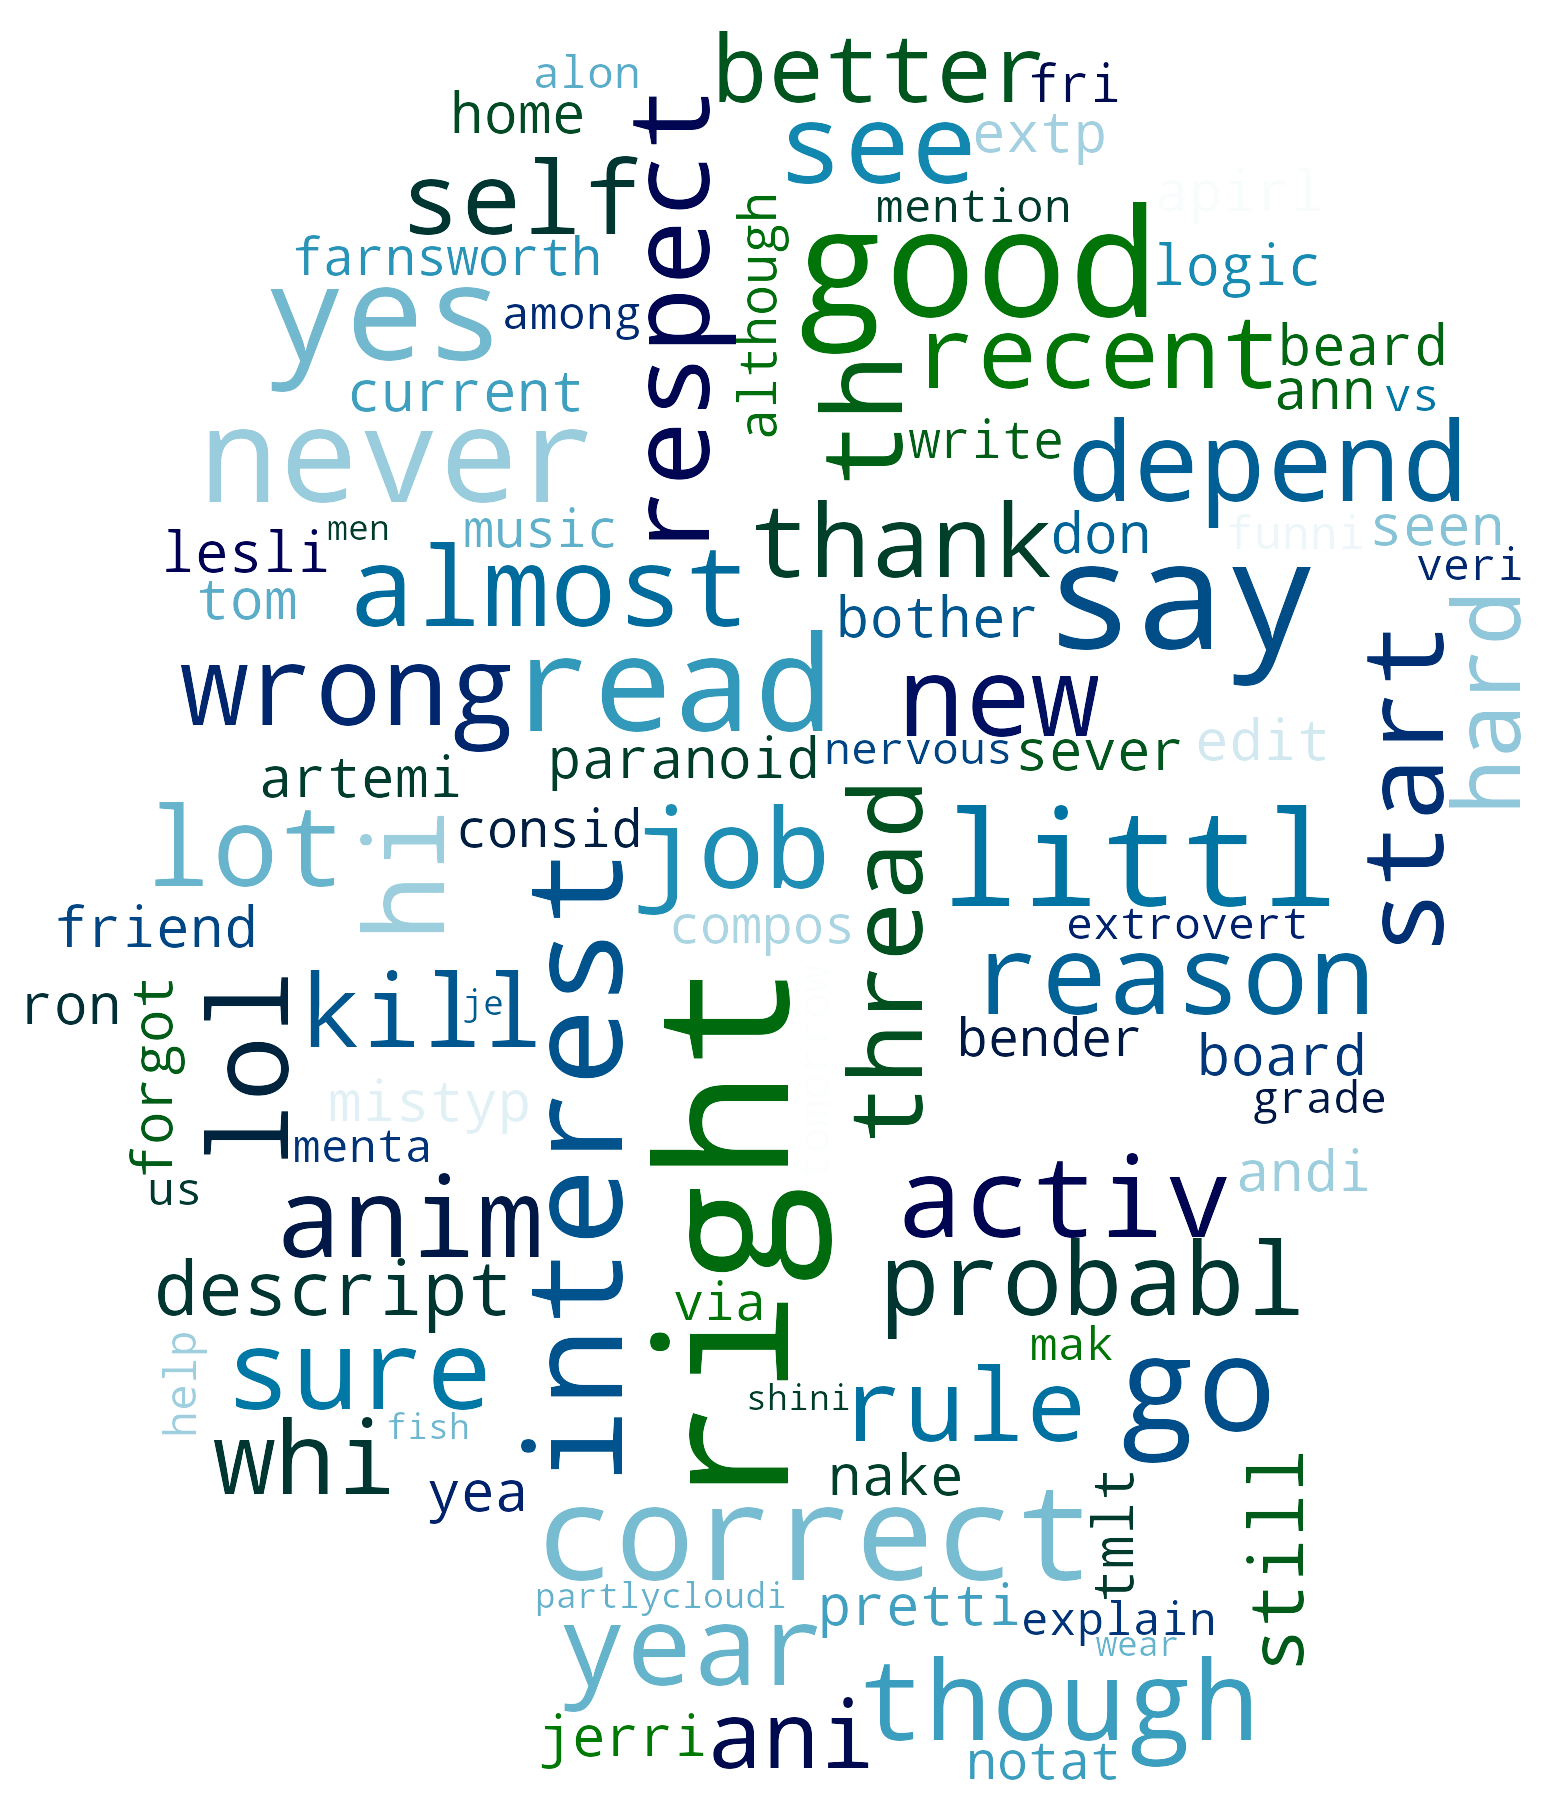 alon
better
fri
home
see
extp
self
respect
mention
apirl
farnsworth
although
good
logic
yes
among
th
recent
beard
current
ann
vs
never
write
depend
lesli
men
music
thank
don
funni
seen
veri
tom
almost
bother
say
hard
wrong
read
new
start
artemi
paranoid
nervous
sever
edit
lot
hi
consid
job
thread
littl
friend
compos
extrovert
ron
forgot
lol
kill
je
interest
right
reason
bender
board
mistyp
grade
menta
us
anim
activ
andi
descript
via
probabl
help
sure
mak
shini
rule
go
whi
fish
yea
nake
still
correct
tmlt
partlycloudi
pretti
explain
year
wear
though
jerri
ani
notat